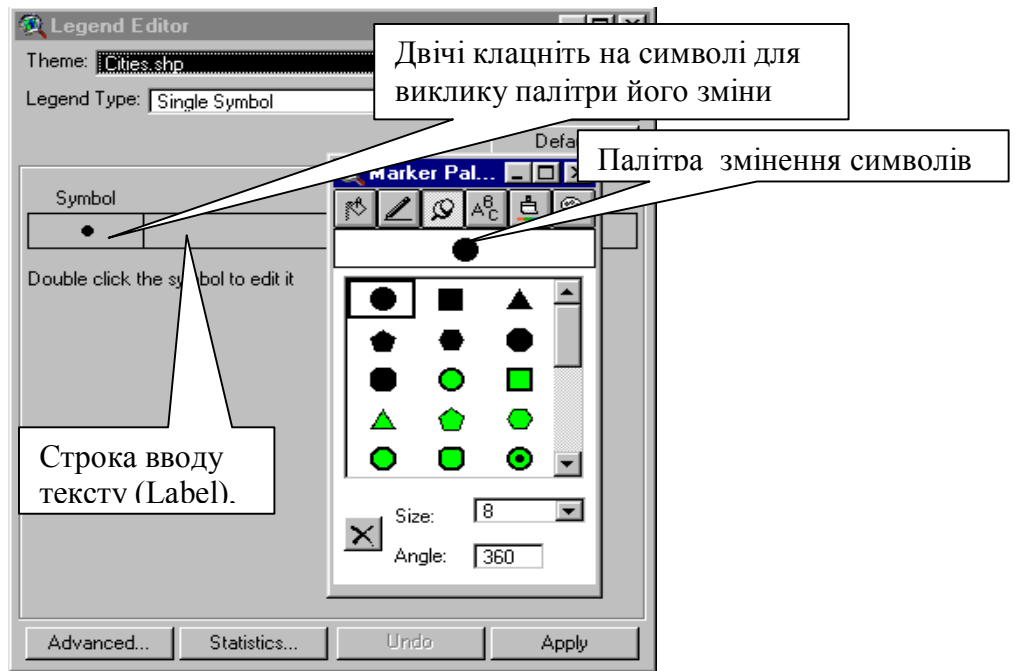 Legend Editor
Двічі клацніть на символі для
виклику палітри його зміни
Theme: Cities.shp
Legend Type: Single Symbol
Палітра змінення символів
Marker Pal...
Symbol
Double click the symbol to edit it
Строка вводу
тексту (Label).
Size: 8
Angle: 360
Advanced... Statistics... Undo Apply